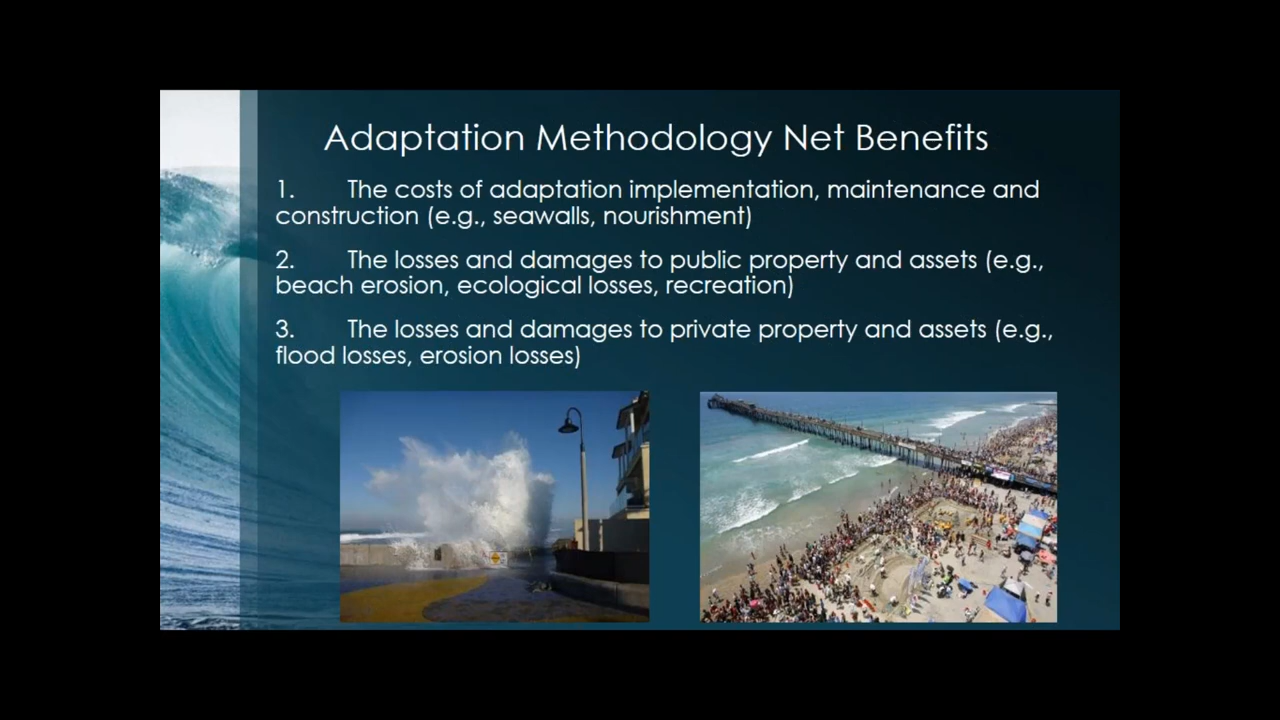 Adaptation Methodology Net Benefits
1. The costs of adaptation implementation, maintenance and
construction (e.g., seawalls, nourishment)
2. The losses and damages to public property and assets (e.g.,
beach erosion, ecological losses, recreation)
3. The losses and damages to private property and assets (e.g.,
flood losses, erosion losses)